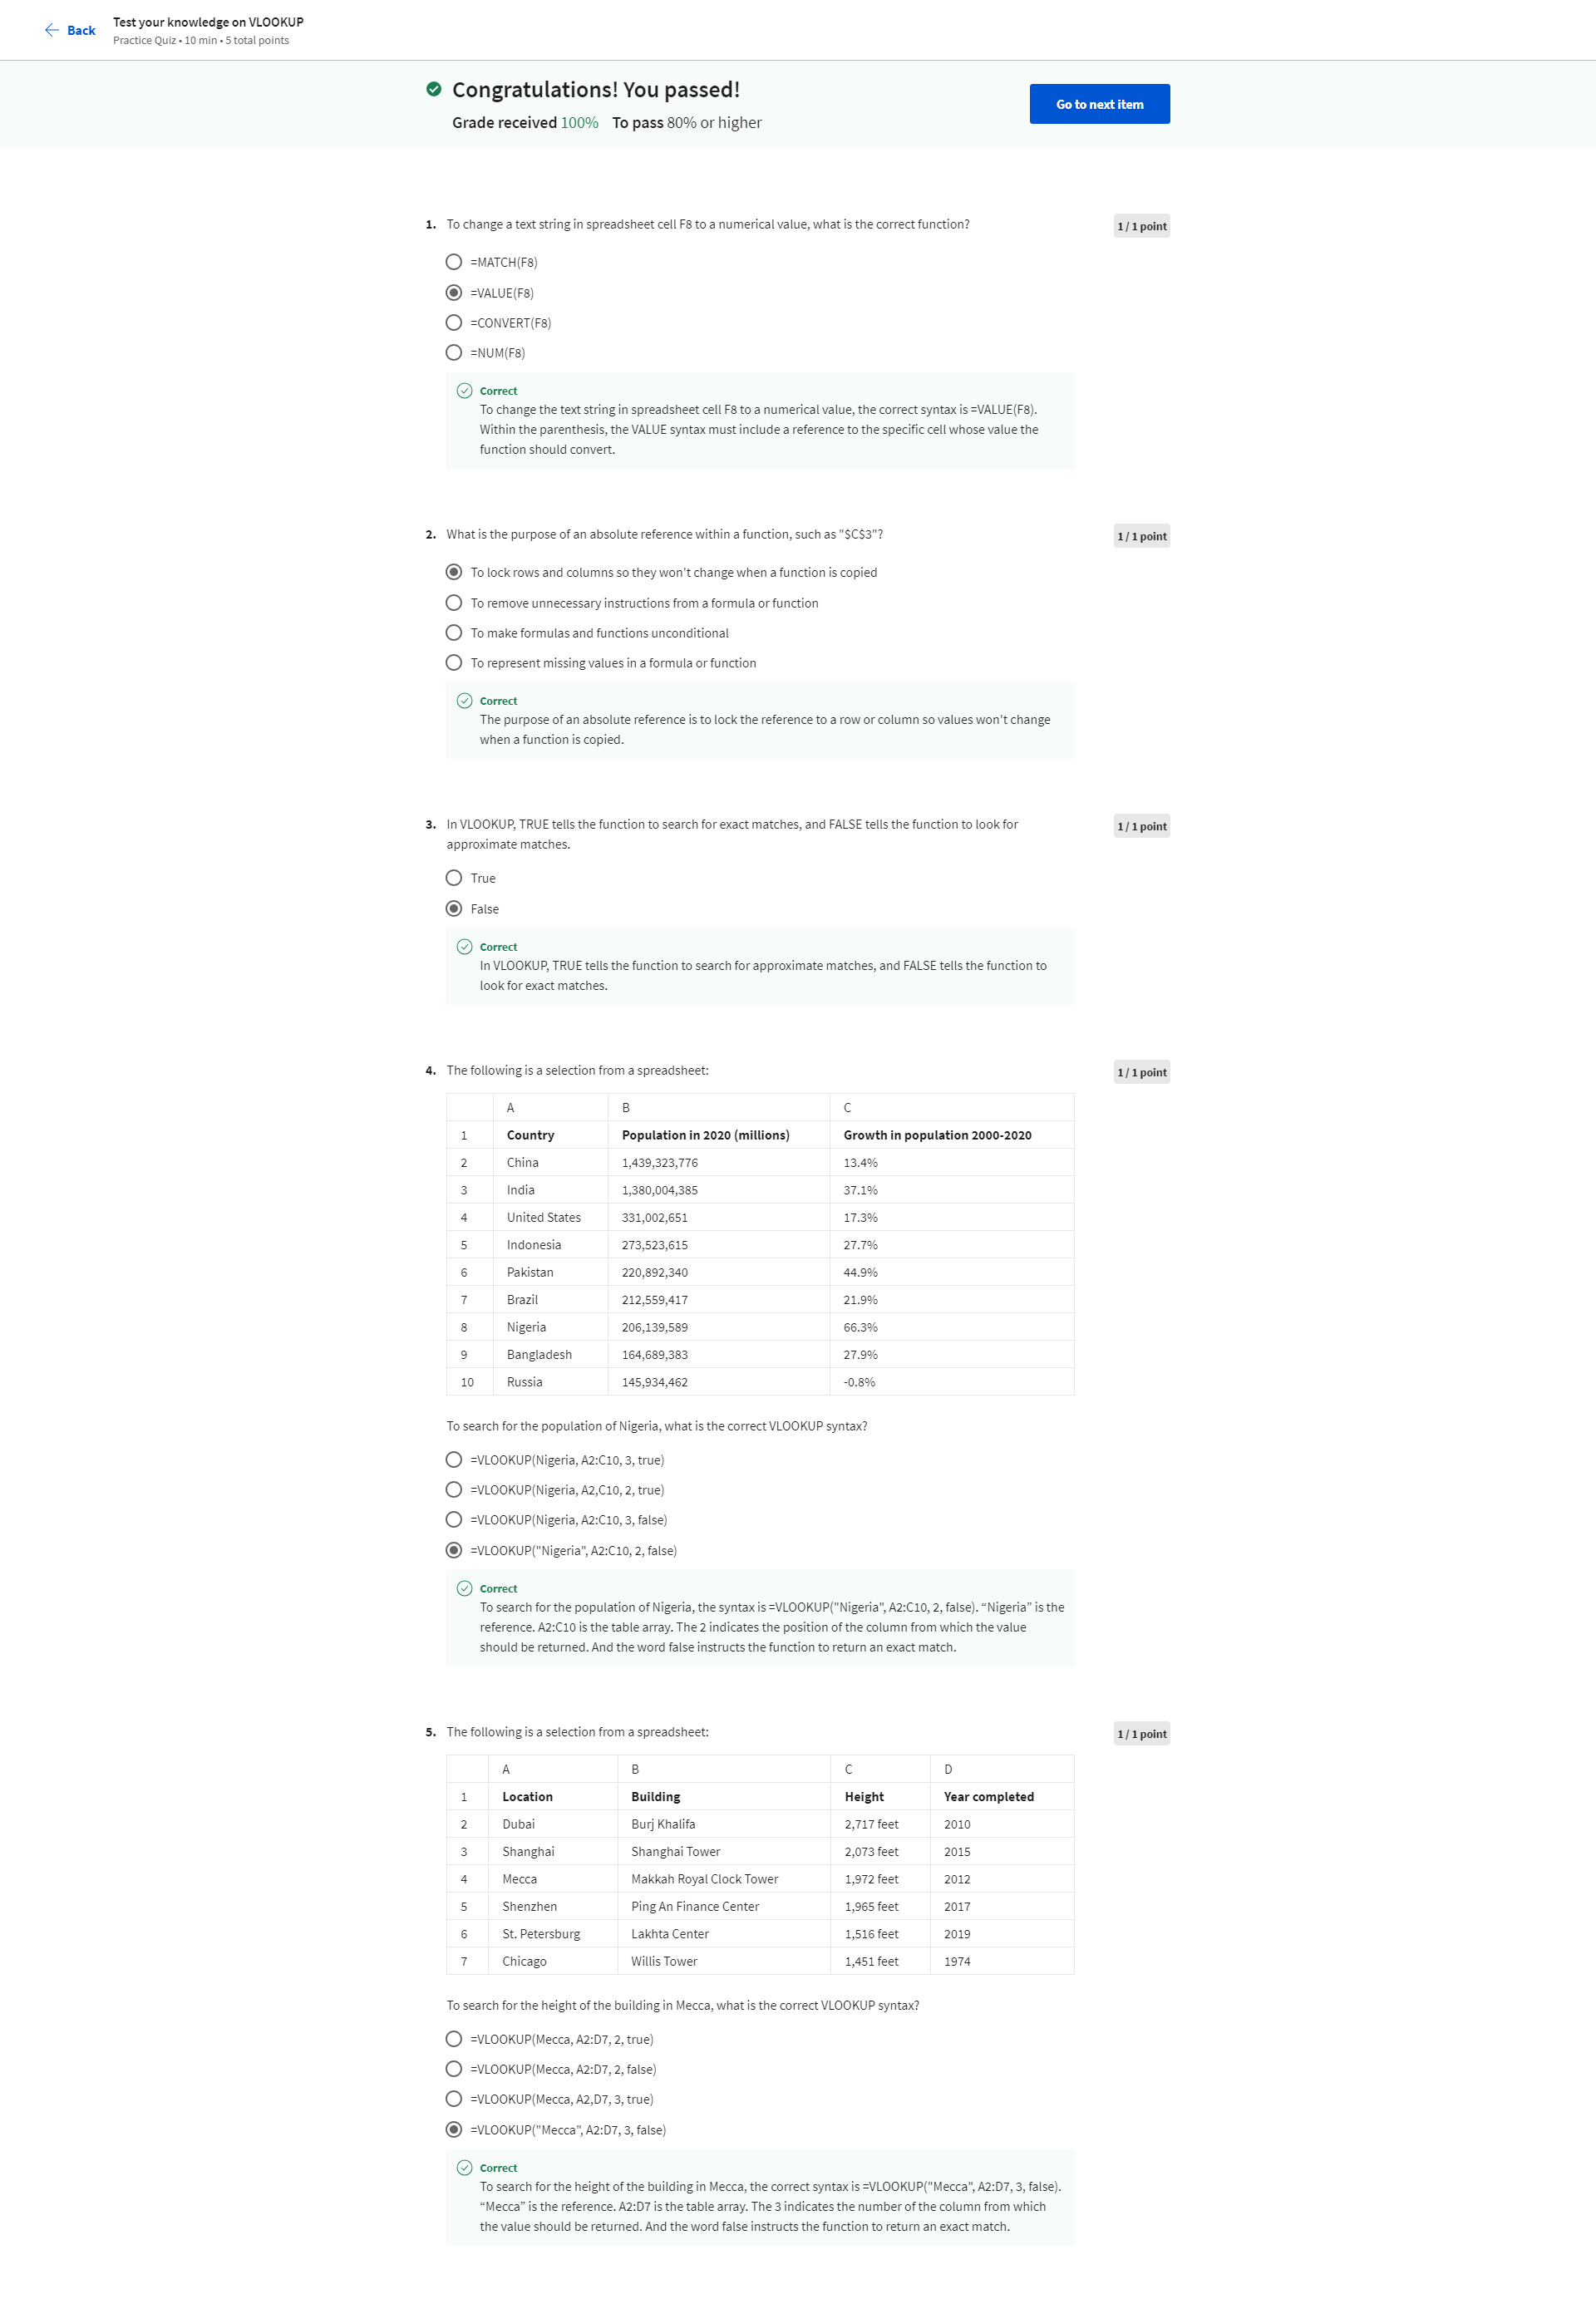 Back
Test your knowledge on VLOOKUP
Practice Quiz • 10 min • 5 total points
Congratulations! You passed!
Grade received 100% To pass 80% or higher
Go to next item
1. To change a text string in spreadsheet cell F8 to a numerical value, what is the correct function?
1 / 1 point
=MATCH(F8)
=VALUE(F8)
=CONVERT(F8)
=NUM(F8)
Correct
To change the text string in spreadsheet cell F8 to a numerical value, the correct syntax is =VALUE(F8).
Within the parenthesis, the VALUE syntax must include a reference to the specific cell whose value the
function should convert.
2. What is the purpose of an absolute reference within a function, such as "$C$3"?
1 / 1 point
To lock rows and columns so they won't change when a function is copied
To remove unnecessary instructions from a formula or function
To make formulas and functions unconditional
To represent missing values in a formula or function
Correct
The purpose of an absolute reference is to lock the reference to a row or column so values won't change
when a function is copied.
3. In VLOOKUP, TRUE tells the function to search for exact matches, and FALSE tells the function to look for
approximate matches.
1 / 1 point
True
False
Correct
In VLOOKUP, TRUE tells the function to search for approximate matches, and FALSE tells the function to
look for exact matches.
4. The following is a selection from a spreadsheet:
1 / 1 point
A B C
1 Country Population in 2020 (millions) Growth in population 2000-2020
2 China 1,439,323,776 13.4%
3 India 1,380,004,385 37.1%
4 United States 331,002,651 17.3%
5 Indonesia 273,523,615 27.7%
6 Pakistan 220,892,340 44.9%
7 Brazil 212,559,417 21.9%
8 Nigeria 206,139,589 66.3%
9 Bangladesh 164,689,383 27.9%
10 Russia 145,934,462 -0.8%
To search for the population of Nigeria, what is the correct VLOOKUP syntax?
=VLOOKUP(Nigeria, A2:C10, 3, true)
=VLOOKUP(Nigeria, A2,C10, 2, true)
=VLOOKUP(Nigeria, A2:C10, 3, false)
=VLOOKUP("Nigeria", A2:C10, 2, false)
Correct
To search for the population of Nigeria, the syntax is =VLOOKUP("Nigeria", A2:C10, 2, false). “Nigeria” is the
reference. A2:C10 is the table array. The 2 indicates the position of the column from which the value
should be returned. And the word false instructs the function to return an exact match.
5. The following is a selection from a spreadsheet:
1 / 1 point
A B C D
1 Location Building Height Year completed
2 Dubai Burj Khalifa 2,717 feet 2010
3 Shanghai Shanghai Tower 2,073 feet 2015
4 Mecca Makkah Royal Clock Tower 1,972 feet 2012
5 Shenzhen Ping An Finance Center 1,965 feet 2017
6 St. Petersburg Lakhta Center 1,516 feet 2019
7 Chicago Willis Tower 1,451 feet 1974
To search for the height of the building in Mecca, what is the correct VLOOKUP syntax?
=VLOOKUP(Mecca, A2:D7, 2, true)
=VLOOKUP(Mecca, A2:D7, 2, false)
=VLOOKUP(Mecca, A2,D7, 3, true)
=VLOOKUP("Mecca", A2:D7, 3, false)
Correct
To search for the height of the building in Mecca, the correct syntax is =VLOOKUP("Mecca", A2:D7, 3, false).
“Mecca” is the reference. A2:D7 is the table array. The 3 indicates the number of the column from which
the value should be returned. And the word false instructs the function to return an exact match.